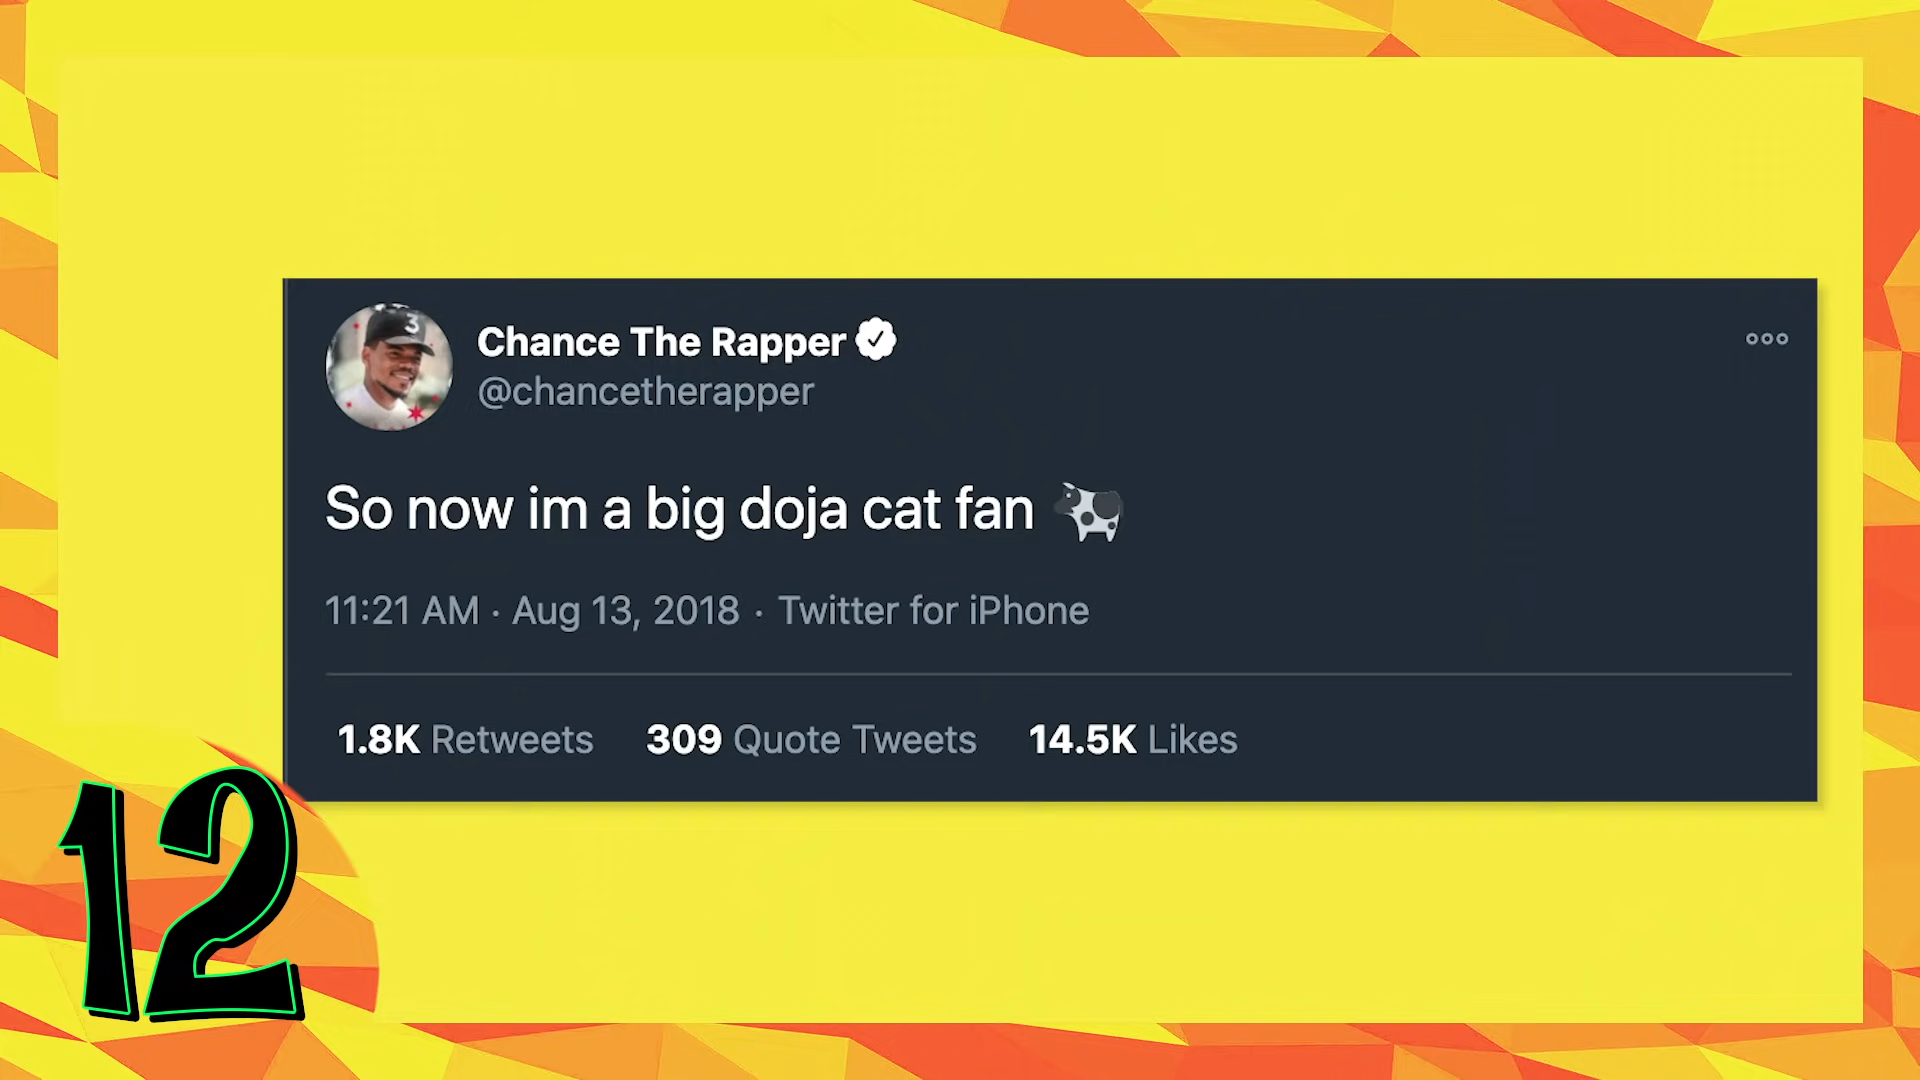 Chance The Rapper
@chancetherapper
So now im a big doja cat fan 🐄
11:21 AM · Aug 13, 2018 · Twitter for iPhone
1.8K Retweets 309 Quote Tweets 14.5K Likes
12
3